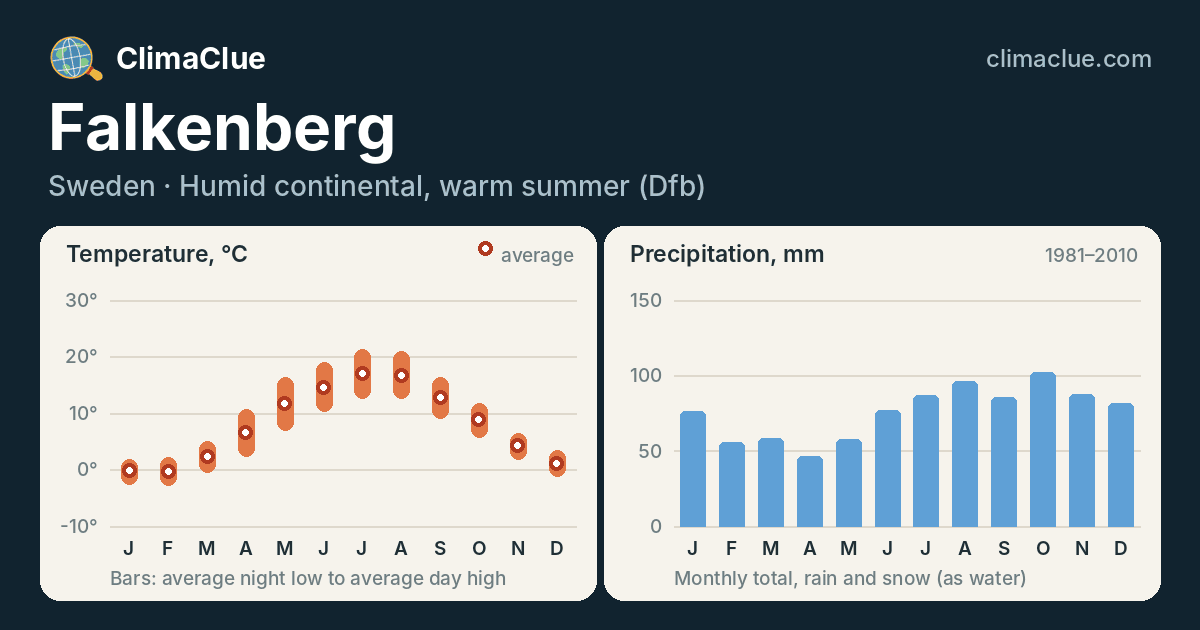 ClimaClue
climaclue.com
Falkenberg
Sweden · Humid continental, warm summer (Dfb)
Temperature, °C
average
30°
20°
10°
0°
-10°
J F M A M J J A S O N D
Bars: average night low to average day high
Precipitation, mm
1981–2010
150
100
50
0
J F M A M J J A S O N D
Monthly total, rain and snow (as water)